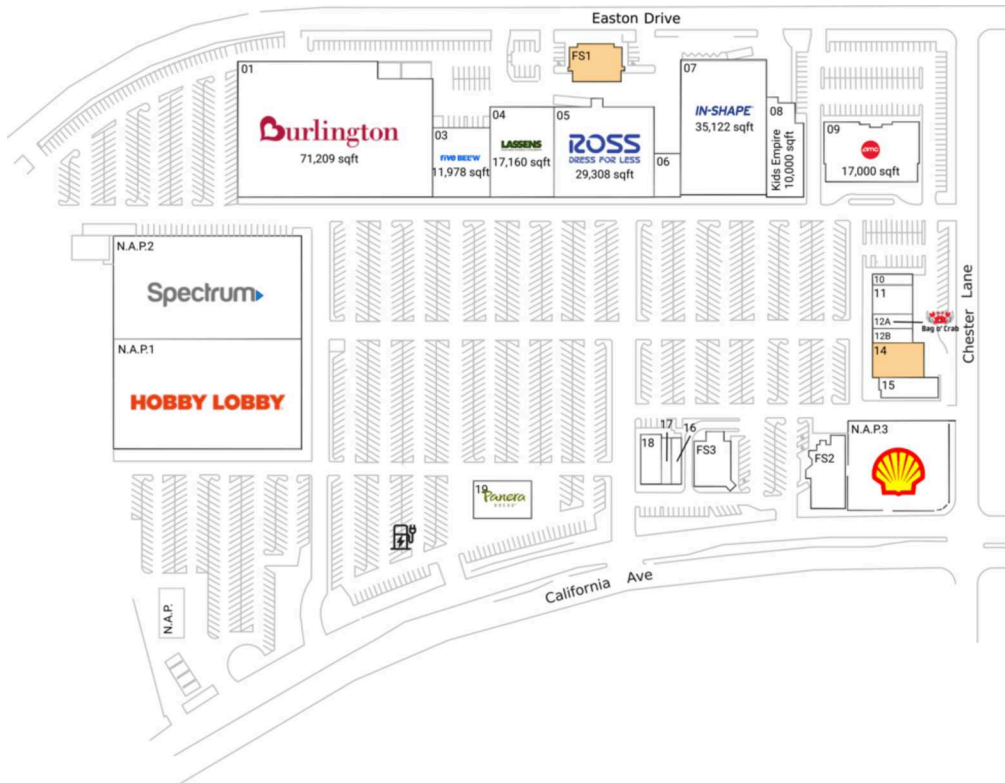 Easton Drive
FS1
01
Burlington
71,209 sqft
03
five BEL°W
11,978 sqft
04
LASSENS
17,160 sqft
05
ROSS
DRESS FOR LESS
29,308 sqft
06
07
IN-SHAPE
35,122 sqft
08
Kids Empire
10,000 sqft
09
amc
17,000 sqft
N.A.P.2
Spectrum
N.A.P.1
HOBBY LOBBY
10
11
12A
Bag o' Crab
12B
14
15
Chester Lane
N.A.P.3
17
16
18
FS3
FS2
19
Panera
BREAD
California Ave
N.A.P.